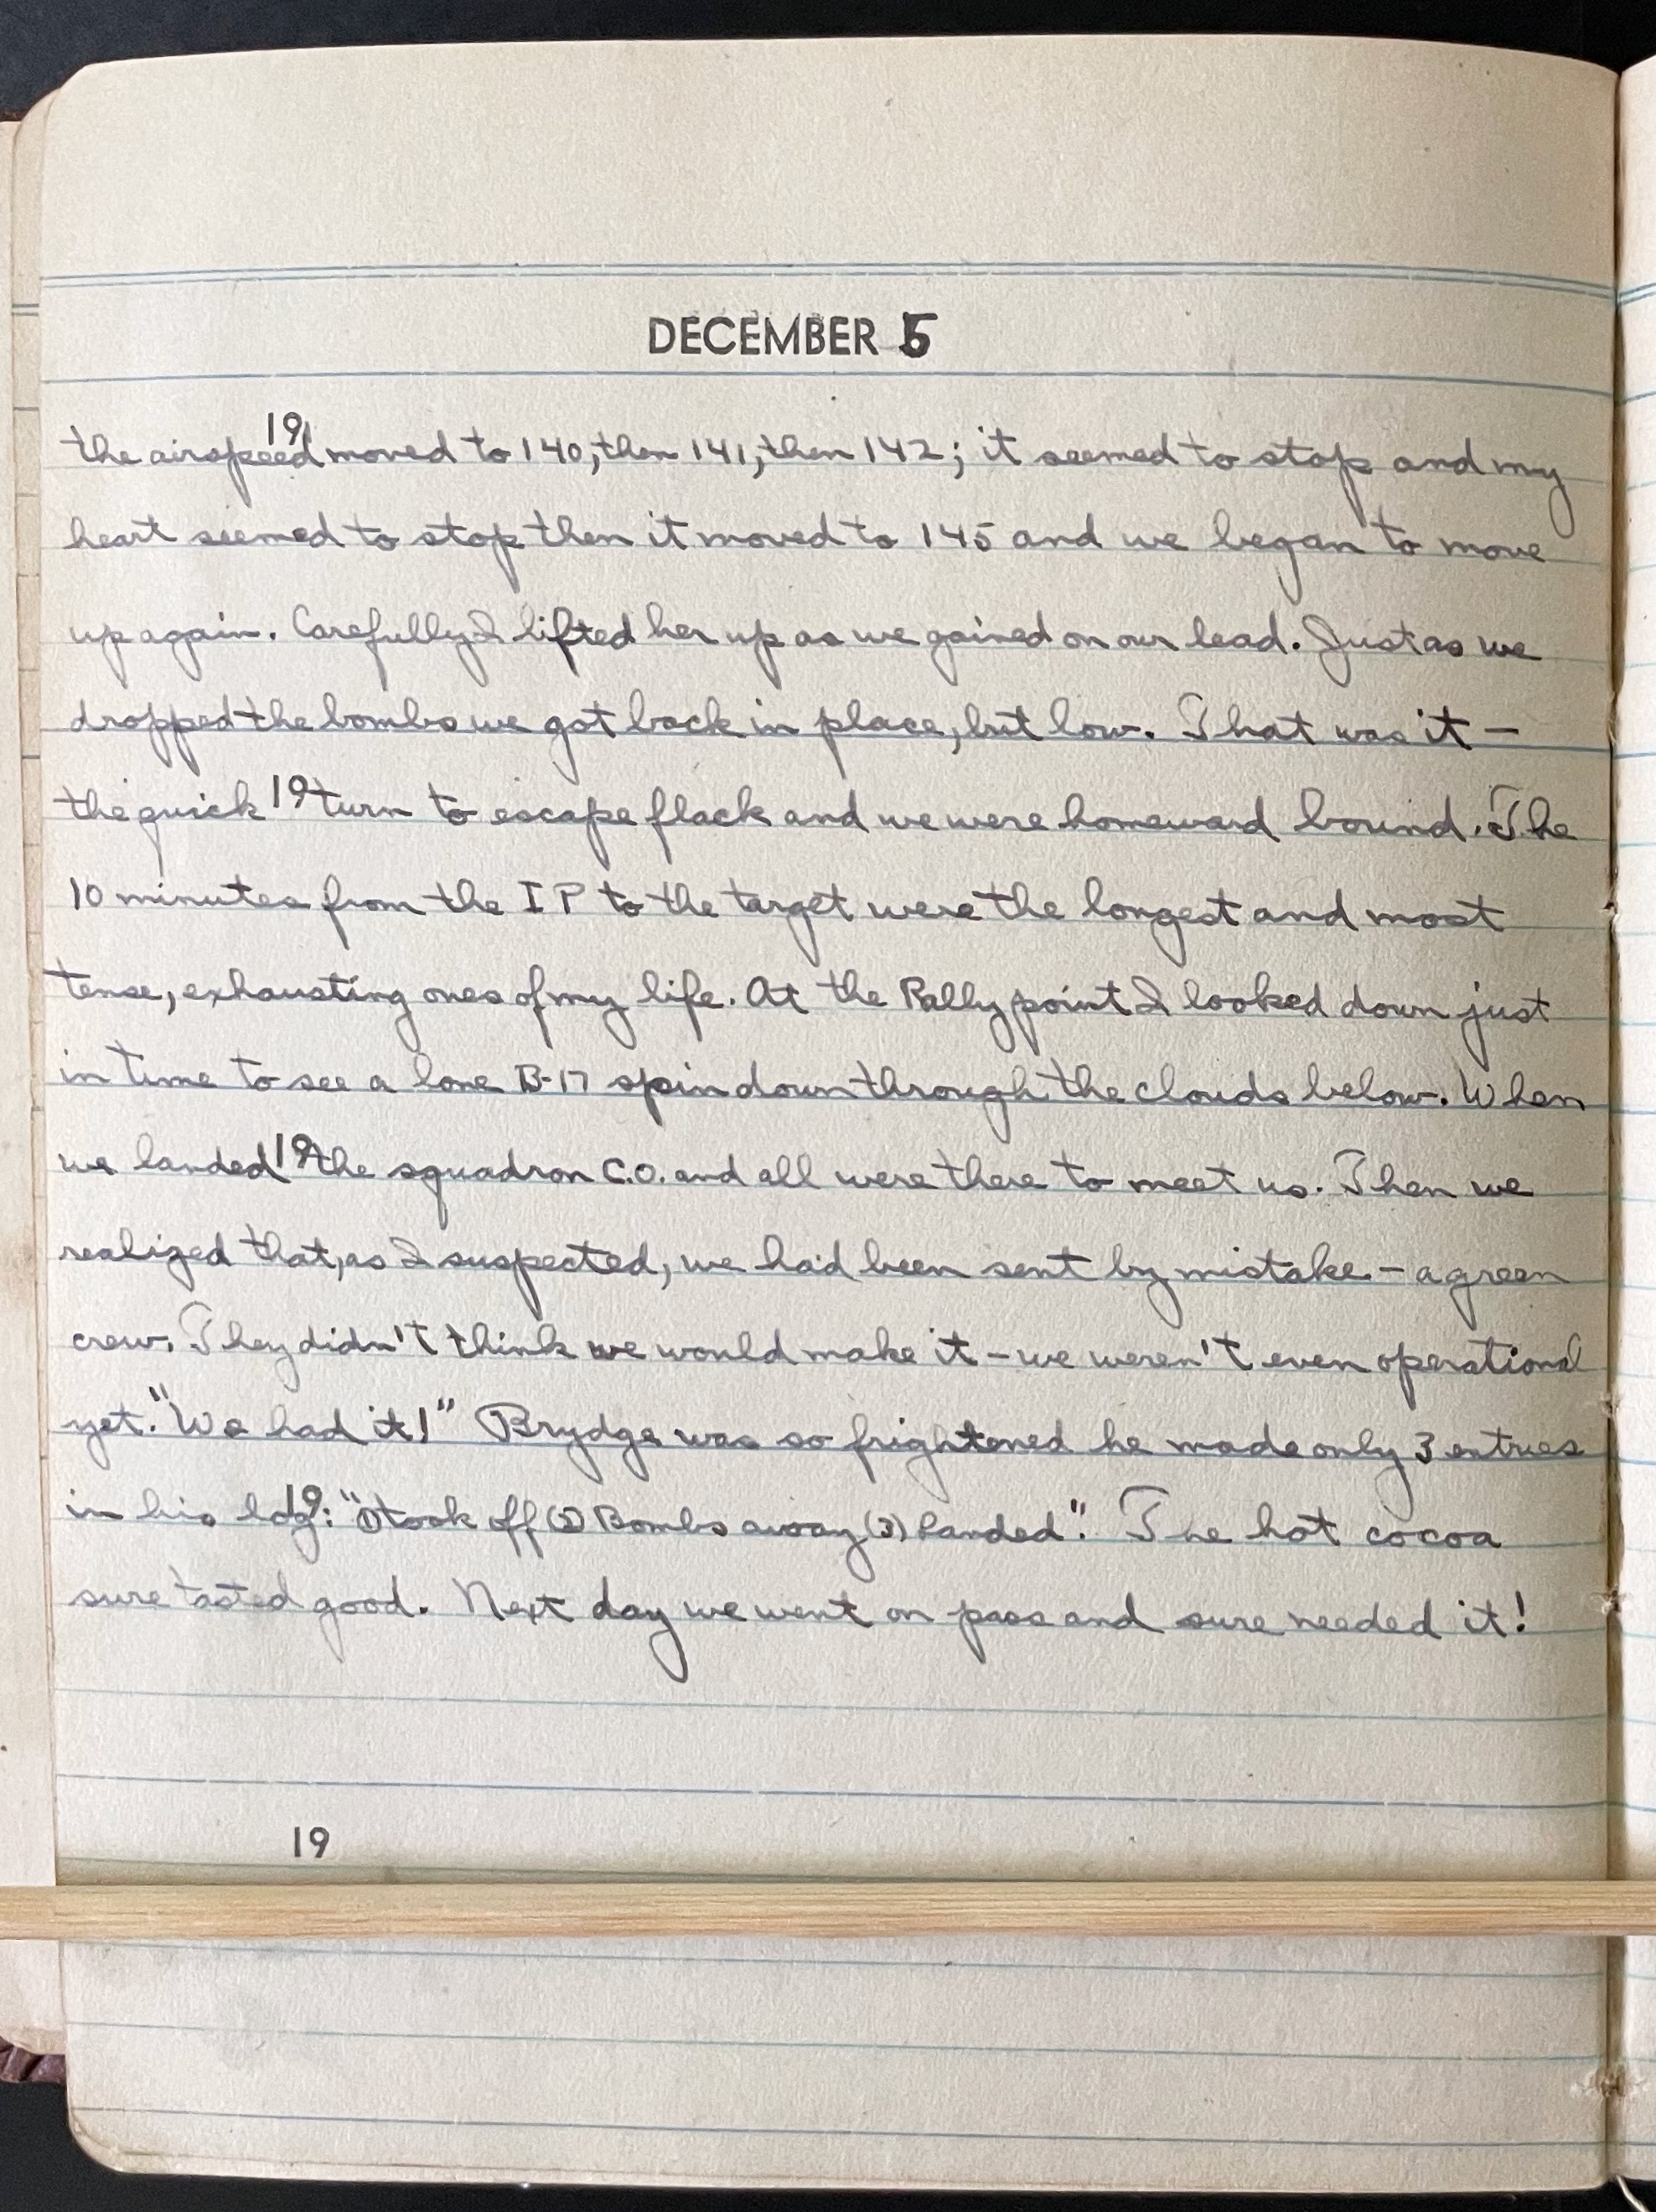 DECEMBER 5
19
the airspeed moved to 140, then 141, then 142; it seemed to stop and my
heart seemed to stop then it moved to 145 and we began to move
up again. Carefully I lifted her up as we gained on our lead. Just as we
dropped the bombs we got back in place, but low. That was it –
the quick 19 turn to escape flack and we were homeward bound. The
10 minutes from the IP to the target were the longest and most
tense, exhausting ones of my life. At the Rally point I looked down just
in time to see a lone B-17 spin down through the clouds below. When
we landed 19 the squadron C.O. and all were there to meet us. Then we
realized that, as I suspected, we had been sent by mistake – a green
crew. They didn't think we would make it – we weren't even operational
yet. "We had it!" Brydge was so frightened he made only 3 entries
in his log: 19 "(1) took off (2) Bombs away (3) Landed". The hot cocoa
sure tasted good. Next day we went on pass and sure needed it!
19